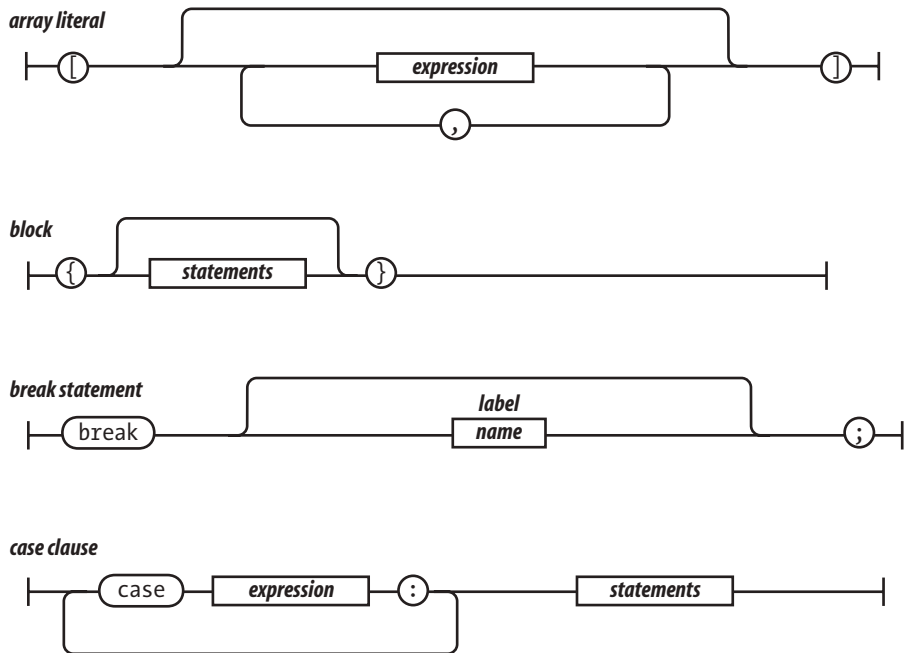 array literal
[ expression ]
,
block
{ statements }
break statement
label
break name ;
case clause
case expression : statements